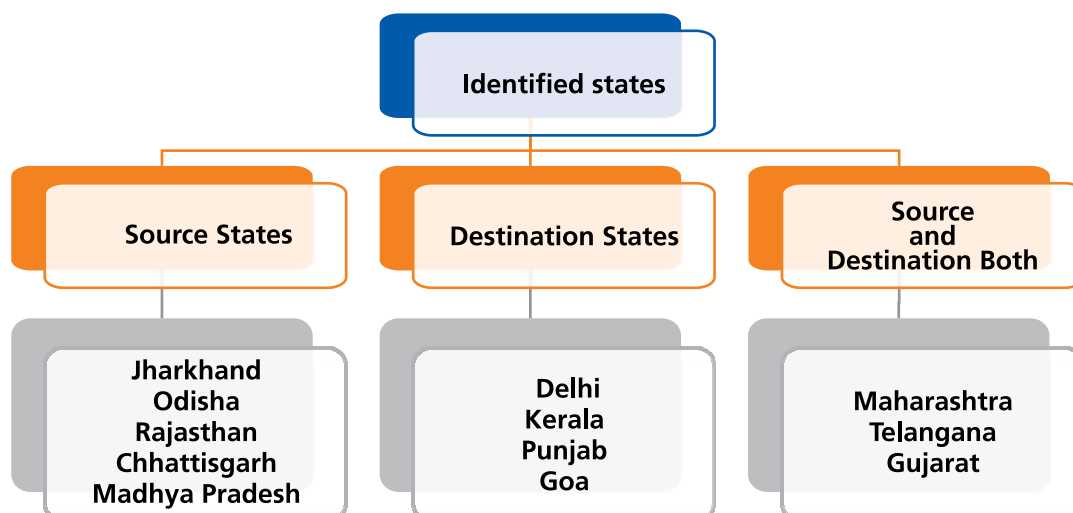 Identified states
Source States
Destination States
Source
and
Destination Both
Jharkhand
Odisha
Rajasthan
Chhattisgarh
Madhya Pradesh
Delhi
Kerala
Punjab
Goa
Maharashtra
Telangana
Gujarat